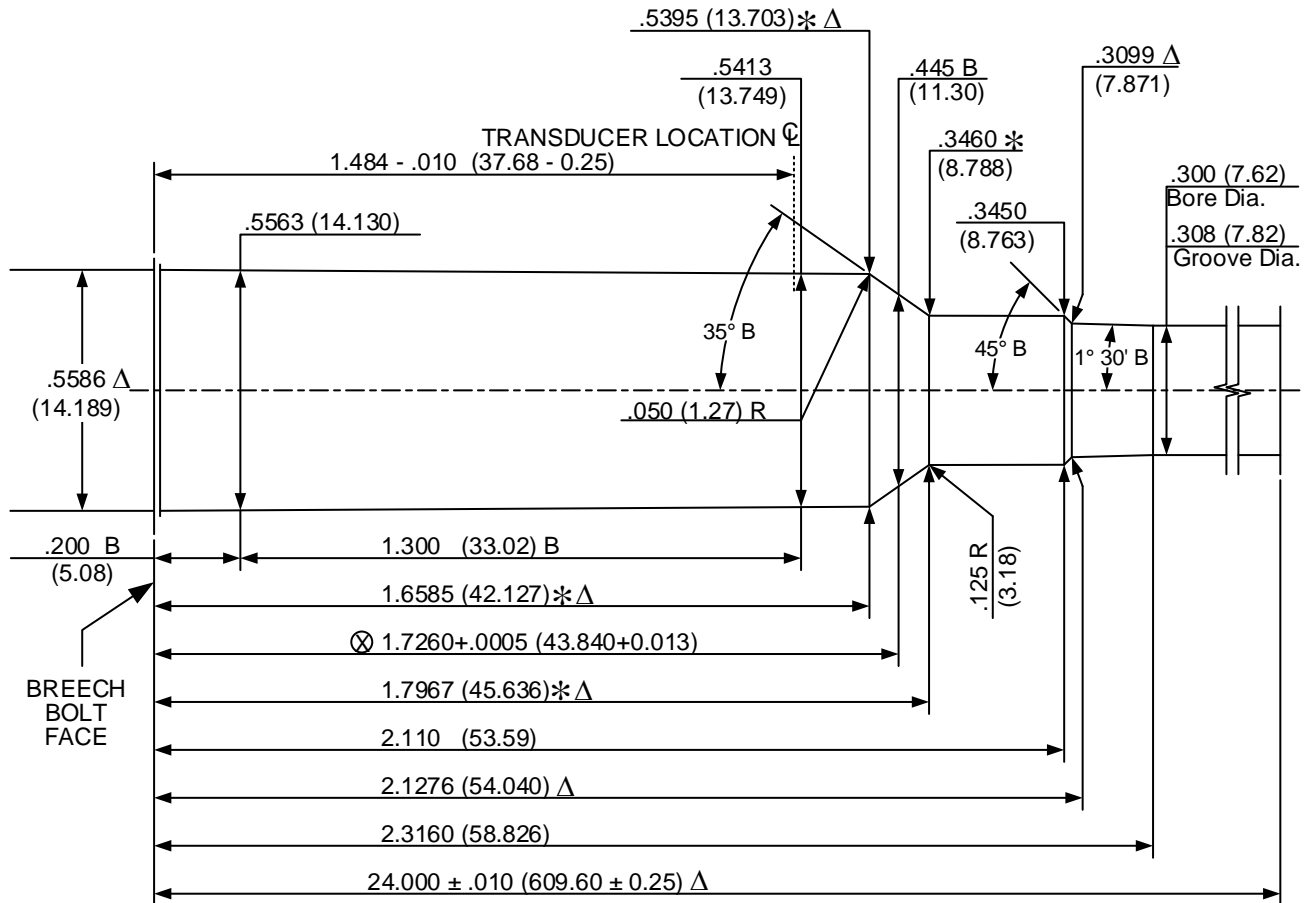 .5395 (13.703)✻ Δ
.5413
(13.749)
.445 B
(11.30)
.3099 Δ
(7.871)
TRANSDUCER LOCATION ℄
1.484 - .010 (37.68 - 0.25)
.3460 ✻
(8.788)
.300 (7.62)
Bore Dia.
.5563 (14.130)
.3450
(8.763)
.308 (7.82)
Groove Dia.
35° B
45° B
1° 30' B
.5586 Δ
(14.189)
.050 (1.27) R
.200 B
(5.08)
1.300 (33.02) B
.125 R
(3.18)
1.6585 (42.127)✻ Δ
⊗ 1.7260+.0005 (43.840+0.013)
BREECH
BOLT
FACE
1.7967 (45.636)✻ Δ
2.110 (53.59)
2.1276 (54.040) Δ
2.3160 (58.826)
24.000 ± .010 (609.60 ± 0.25) Δ